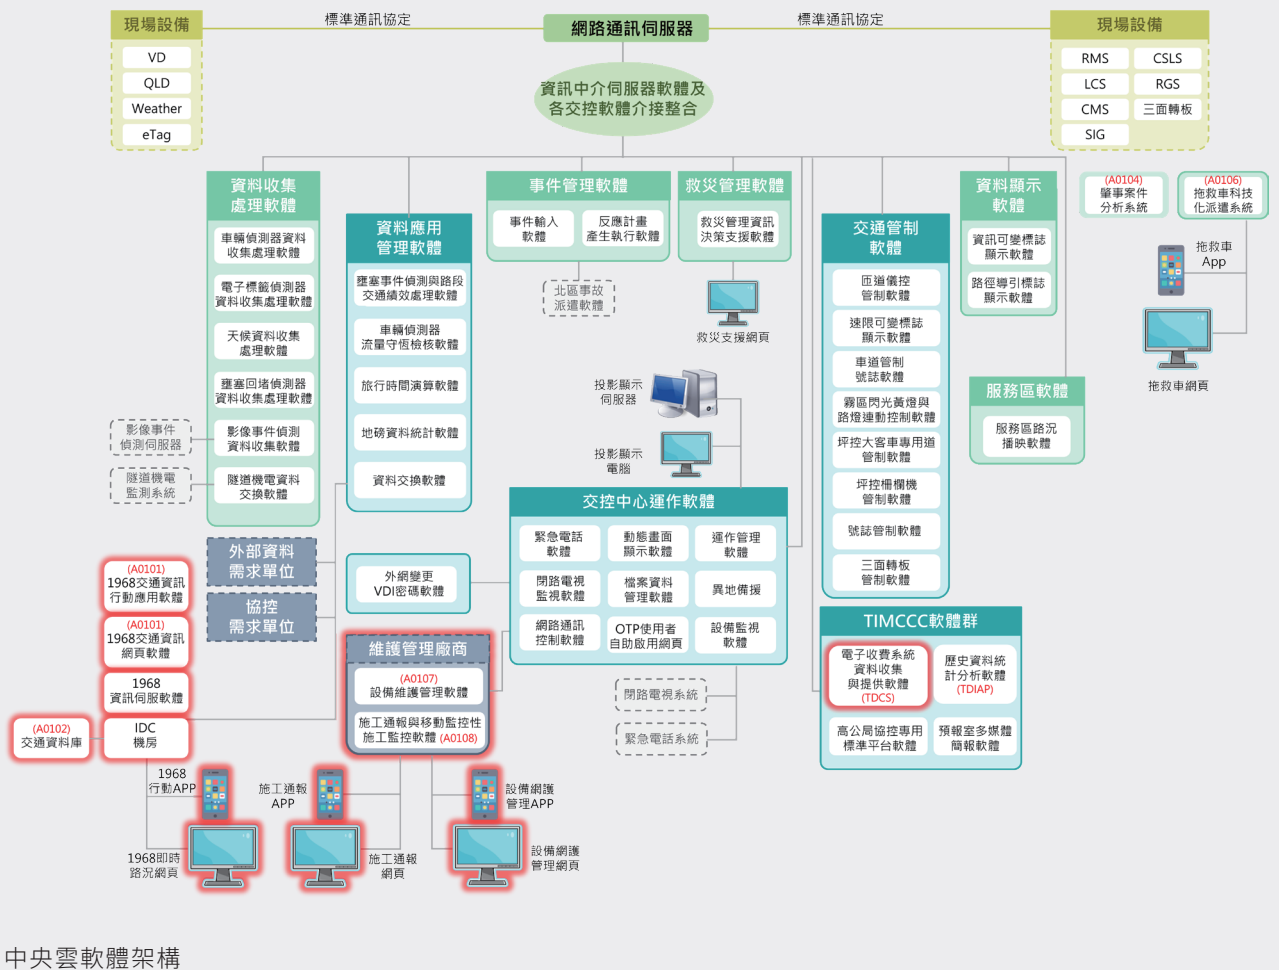 現場設備
標準通訊協定
網路通訊伺服器
標準通訊協定
現場設備
VD
QLD
Weather
eTag
資訊中介伺服器軟體及
各交控軟體介接整合
RMS
CSLS
LCS
RGS
CMS
三面轉板
SIG
資料收集
處理軟體
車輛偵測器資料
收集處理軟體
電子標籤偵測器
資料收集處理軟體
天候資料收集
處理軟體
壅塞回堵偵測器
資料收集處理軟體
影像事件偵測
資料收集軟體
隧道機電資料
交換軟體
影像事件
偵測伺服器
隧道機電
監測系統
資料應用
管理軟體
壅塞事件偵測與路段
交通績效處理軟體
車輛偵測器
流量守恆檢核軟體
旅行時間演算軟體
地磅資料統計軟體
資料交換軟體
事件管理軟體
事件輸入
軟體
反應計畫
產生執行軟體
北區事故
派遣軟體
救災管理軟體
救災管理資訊
決策支援軟體
救災支援網頁
交通管制
軟體
匝道儀控
管制軟體
速限可變標誌
顯示軟體
車道管制
號誌軟體
霧區閃光黃燈與
路燈連動控制軟體
坪控大客車專用道
管制軟體
坪控柵欄機
管制軟體
號誌管制軟體
三面轉板
管制軟體
資料顯示
軟體
資訊可變標誌
顯示軟體
路徑導引標誌
顯示軟體
(A0104)
肇事案件
分析系統
(A0106)
拖救車科技
化派遣系統
拖救車
App
拖救車網頁
服務區軟體
服務區路況
播映軟體
投影顯示
伺服器
投影顯示
電腦
交控中心運作軟體
緊急電話
軟體
動態畫面
顯示軟體
運作管理
軟體
閉路電視
監視軟體
檔案資料
管理軟體
異地備援
網路通訊
控制軟體
OTP使用者
自助啟用網頁
設備監視
軟體
閉路電視系統
緊急電話系統
外部資料
需求單位
協控
需求單位
外網變更
VDI密碼軟體
維護管理廠商
(A0107)
設備維護管理軟體
施工通報與移動監控性
施工監控軟體 (A0108)
TIMCCC軟體群
電子收費系統
資料收集
與提供軟體
(TDCS)
歷史資料統
計分析軟體
(TDIAP)
高公局協控專用
標準平台軟體
預報室多媒體
簡報軟體
(A0101)
1968交通資訊
行動應用軟體
(A0101)
1968交通資訊
網頁軟體
1968
資訊伺服軟體
(A0102)
交通資料庫
IDC
機房
1968
行動APP
1968即時
路況網頁
施工通報
APP
施工通報
網頁
設備網護
管理APP
設備網護
管理網頁
中央雲軟體架構